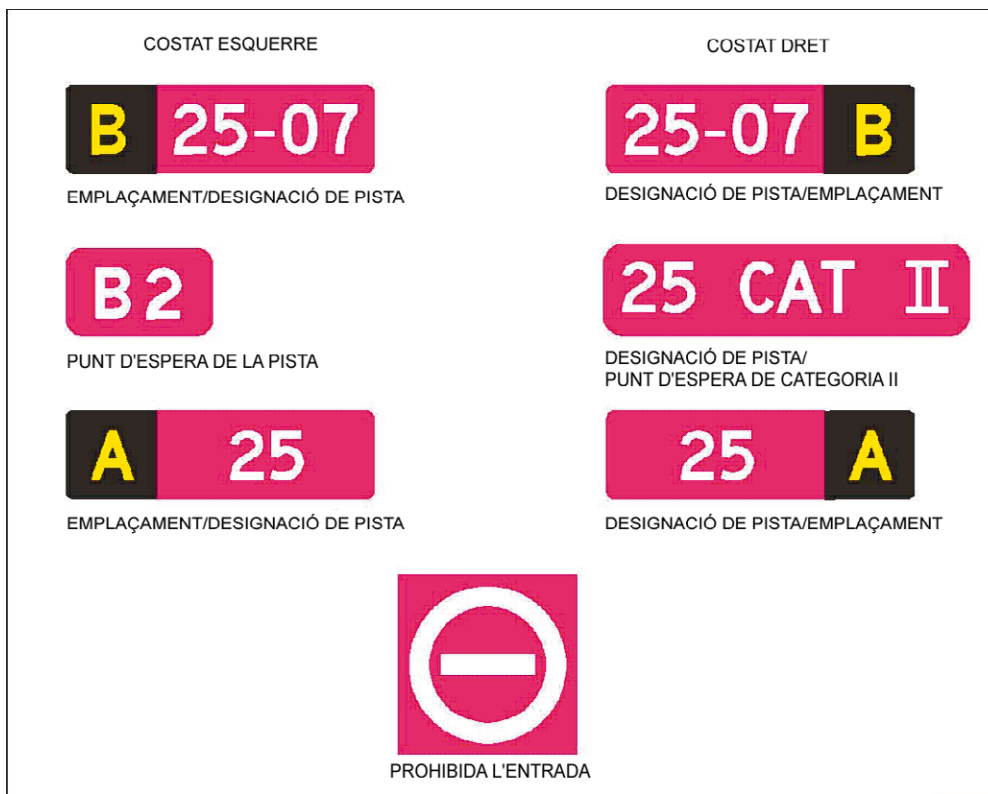 COSTAT ESQUERRE
COSTAT DRET
B 25-07
25-07 B
EMPLAÇAMENT/DESIGNACIÓ DE PISTA
DESIGNACIÓ DE PISTA/EMPLAÇAMENT
B2
25 CAT II
PUNT D'ESPERA DE LA PISTA
DESIGNACIÓ DE PISTA/
PUNT D'ESPERA DE CATEGORIA II
A 25
25 A
EMPLAÇAMENT/DESIGNACIÓ DE PISTA
DESIGNACIÓ DE PISTA/EMPLAÇAMENT
PROHIBIDA L'ENTRADA